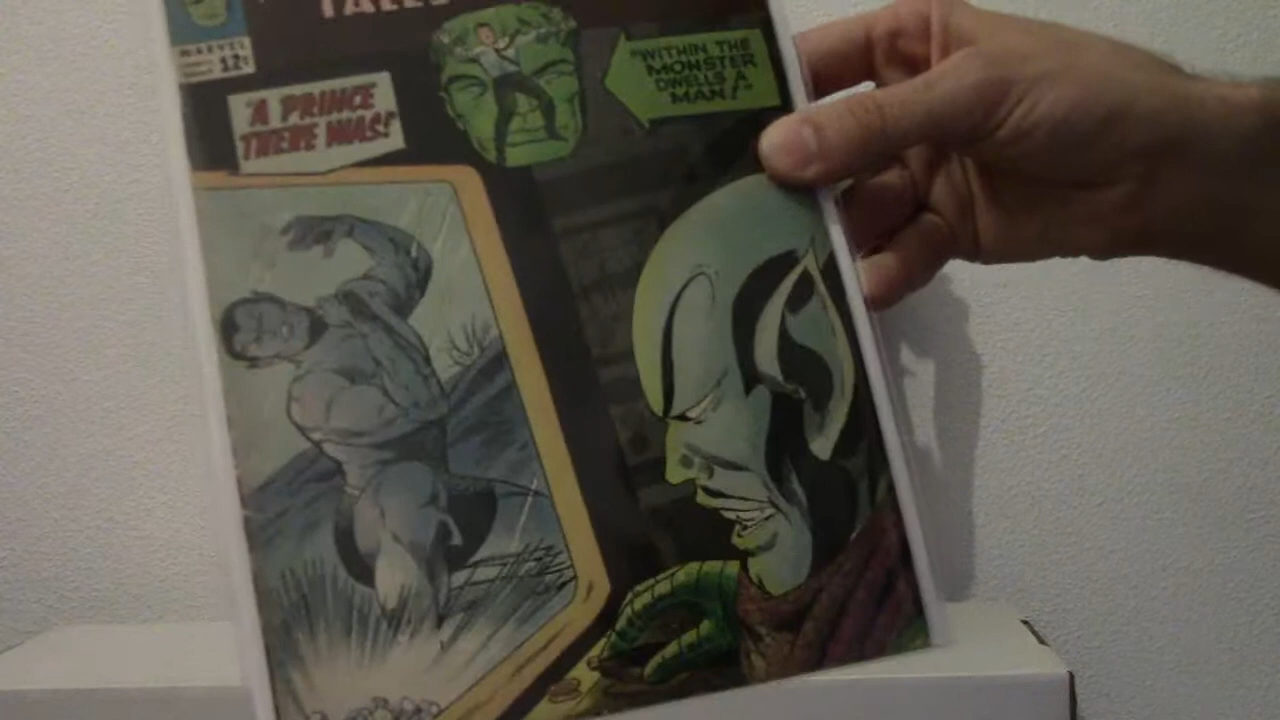 TALES
MARVEL
12¢
"WITHIN THE
MONSTER
DWELLS A
MAN!"
"A PRINCE
THERE WAS!"